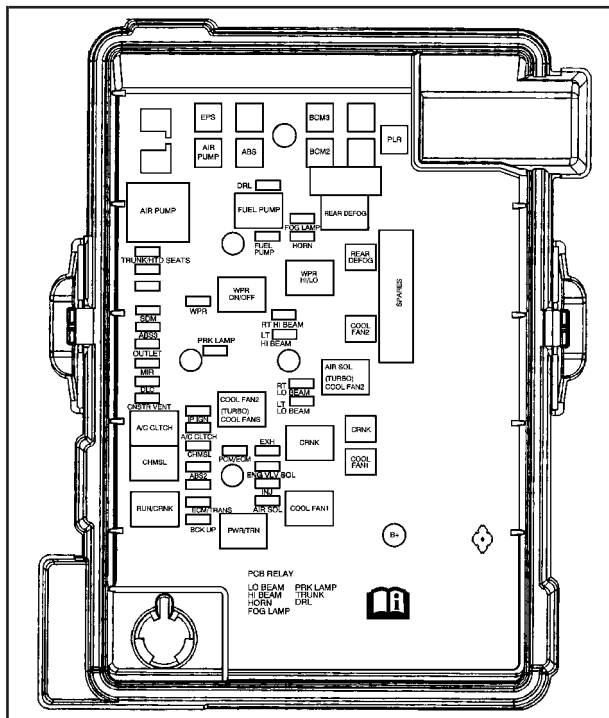 EPS
BCM3
AIR
PUMP
ABS
BCM2
PLR
DRL
AIR PUMP
FUEL PUMP
REAR DEFOG
FOG LAMP
FUEL
PUMP
HORN
TRUNK/HTD SEATS
WPR
HI/LO
REAR
DEFOG
SPARES
WPR
ON/OFF
WPR
SDM
RT HI BEAM
ABS3
LT
HI BEAM
COOL
FAN2
PRK LAMP
OUTLET
MIR
AIR SOL
(TURBO)
COOL FAN2
DLC
RT
LO BEAM
CNSTR VENT
COOL FAN2
(TURBO)
COOL FANS
LT
LO BEAM
IP IGN
A/C CLTCH
A/C CLTCH
EXH
CRNK
CRNK
CHMSL
CHMSL
PCM/ECM
COOL
FAN1
ENG VLV SOL
ABS2
INJ
RUN/CRNK
ECM/TRANS
AIR SOL
COOL FAN1
BCK UP
PWR/TRN
B+
PCB RELAY
LO BEAM PRK LAMP
HI BEAM TRUNK
HORN DRL
FOG LAMP
i